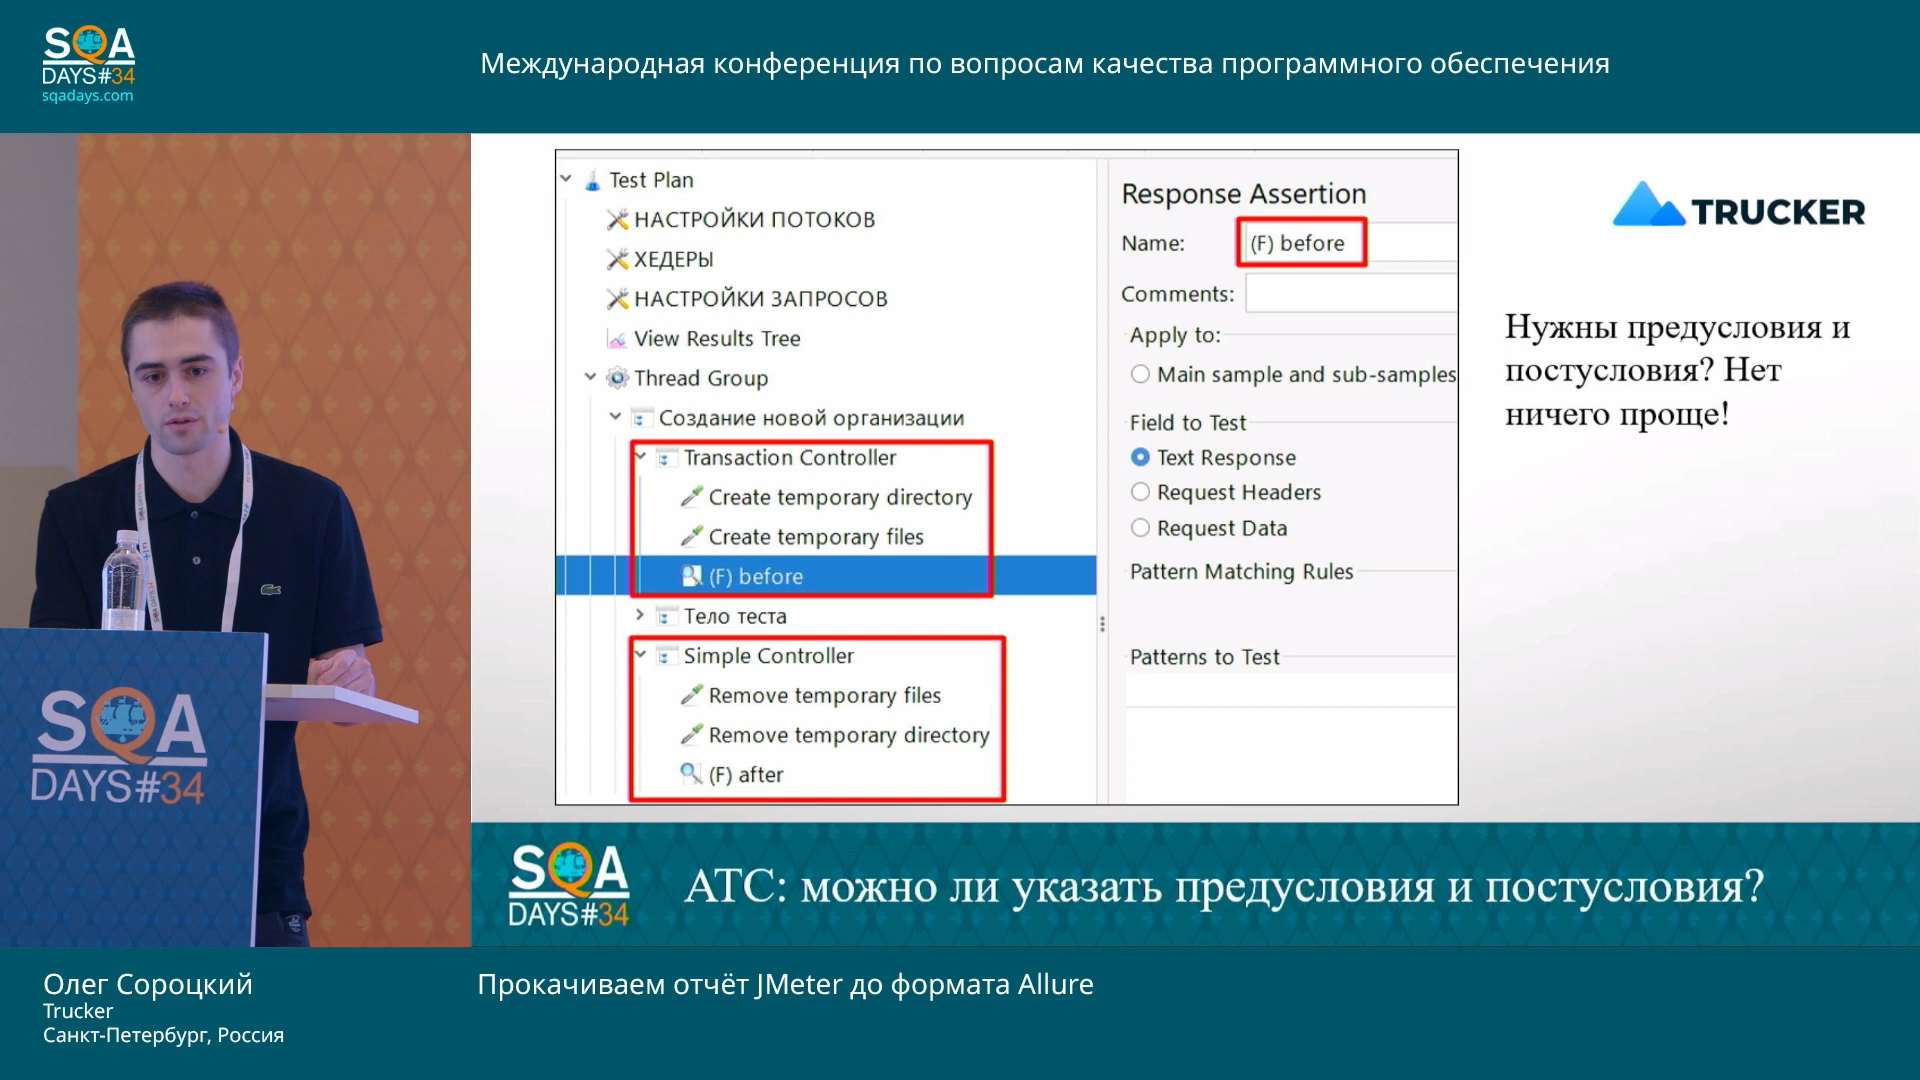 SQA
DAYS#34
sqadays.com
Международная конференция по вопросам качества программного обеспечения
Test Plan
НАСТРОЙКИ ПОТОКОВ
ХЕДЕРЫ
НАСТРОЙКИ ЗАПРОСОВ
View Results Tree
Thread Group
Создание новой организации
Transaction Controller
Create temporary directory
Create temporary files
(F) before
Тело теста
Simple Controller
Remove temporary files
Remove temporary directory
(F) after
Response Assertion
Name: (F) before
Comments:
Apply to:
Main sample and sub-samples
Field to Test
Text Response
Request Headers
Request Data
Pattern Matching Rules
Patterns to Test
TRUCKER
Нужны предусловия и
постусловия? Нет
ничего проще!
SQA
DAYS#34
SQA
DAYS#34
АТС: можно ли указать предусловия и постусловия?
Олег Сороцкий
Trucker
Санкт-Петербург, Россия
Прокачиваем отчёт JMeter до формата Allure